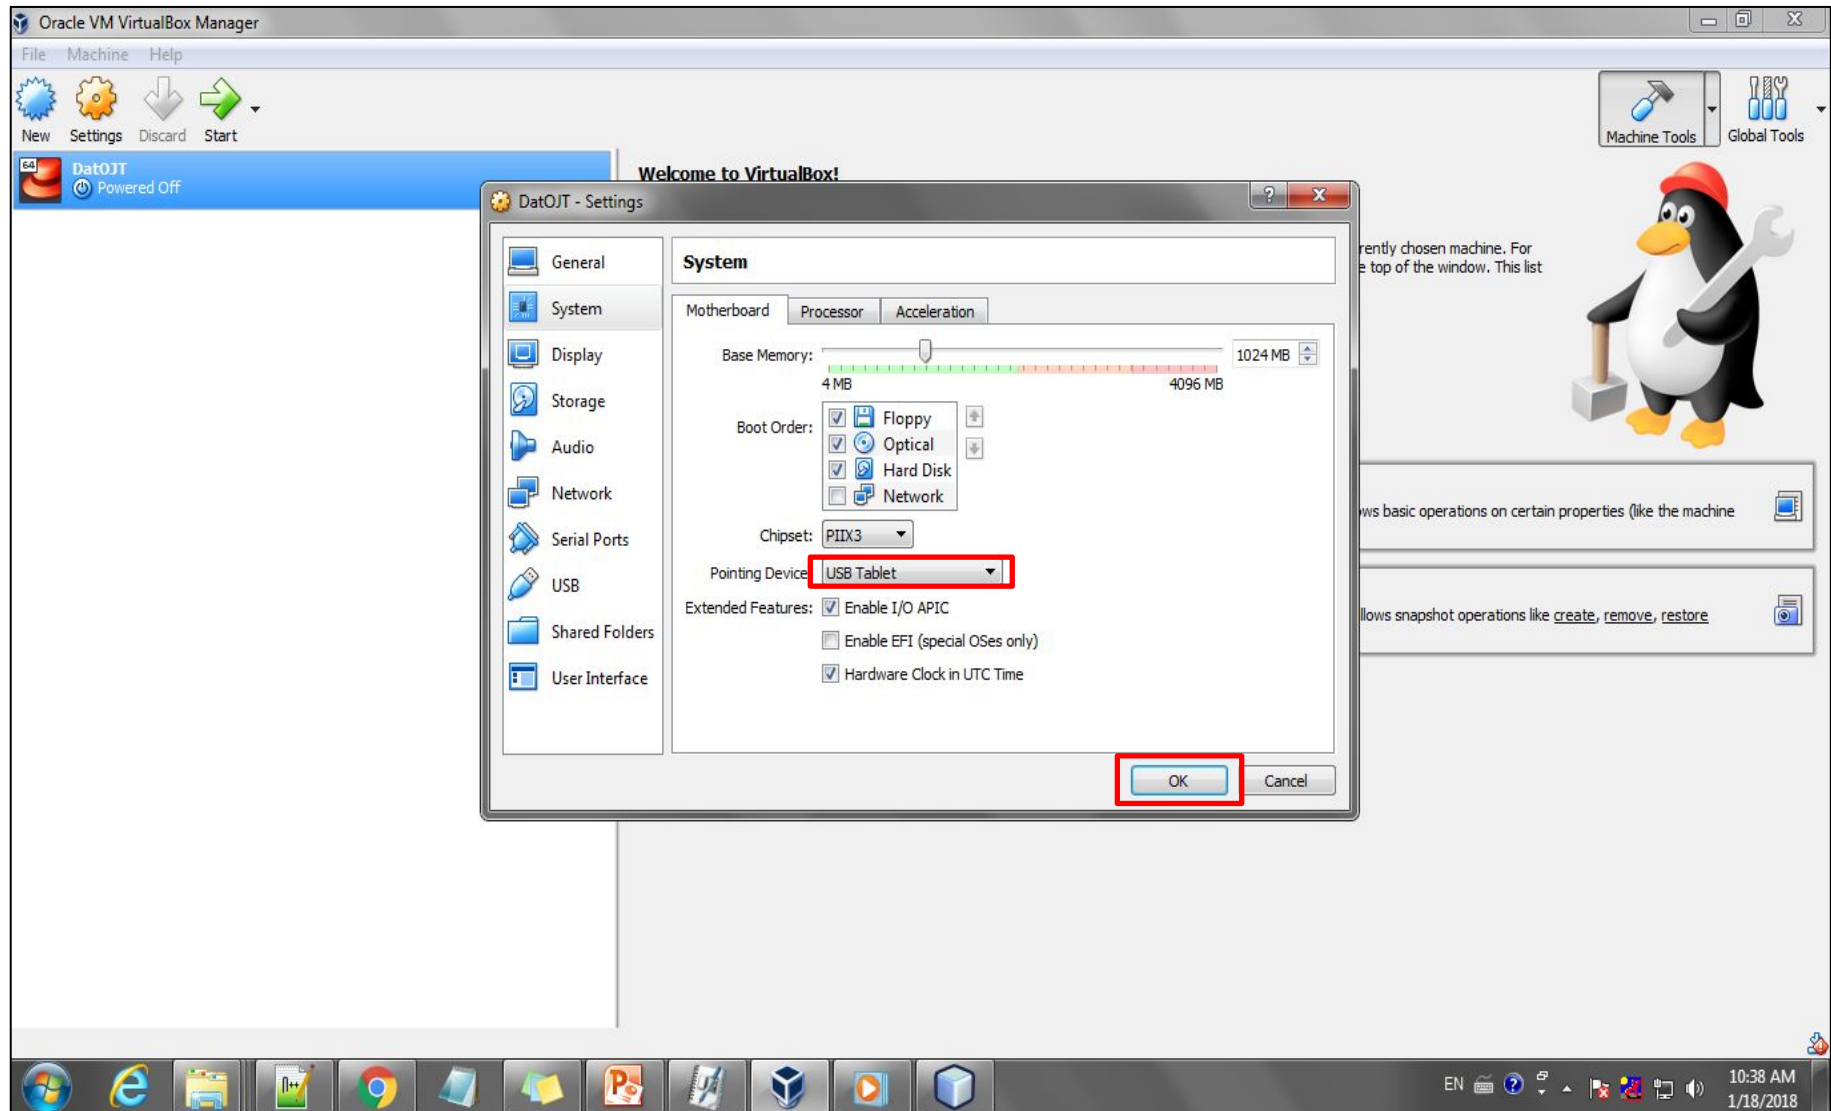 Oracle VM VirtualBox Manager
File Machine Help
New Settings Discard Start
Machine Tools Global Tools
64
DatOJT
Powered Off
Welcome to VirtualBox!
DatOJT - Settings
General
System
Display
Storage
Audio
Network
Serial Ports
USB
Shared Folders
User Interface
System
Motherboard Processor Acceleration
Base Memory: 1024 MB
4 MB 4096 MB
Boot Order:
Floppy
Optical
Hard Disk
Network
Chipset: PIIX3
Pointing Device USB Tablet
Extended Features: Enable I/O APIC
Enable EFI (special OSes only)
Hardware Clock in UTC Time
OK Cancel
rently chosen machine. For
e top of the window. This list
ws basic operations on certain properties (like the machine
llows snapshot operations like create, remove, restore
EN
10:38 AM
1/18/2018